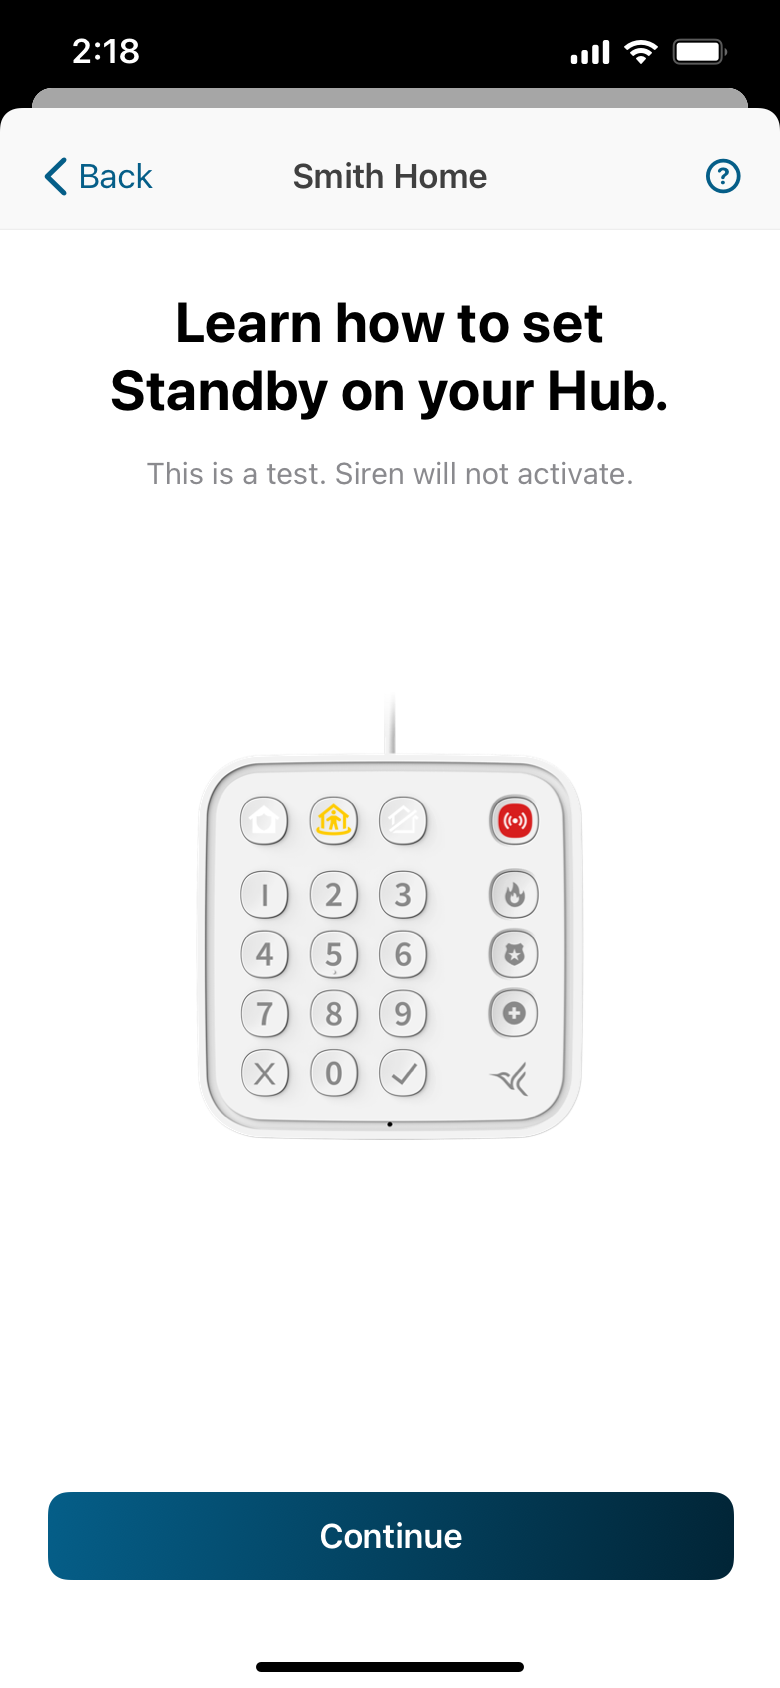 2:18
Back
Smith Home
?
Learn how to set
Standby on your Hub.
This is a test. Siren will not activate.
1 2 3
4 5 6
7 8 9
X 0
Continue